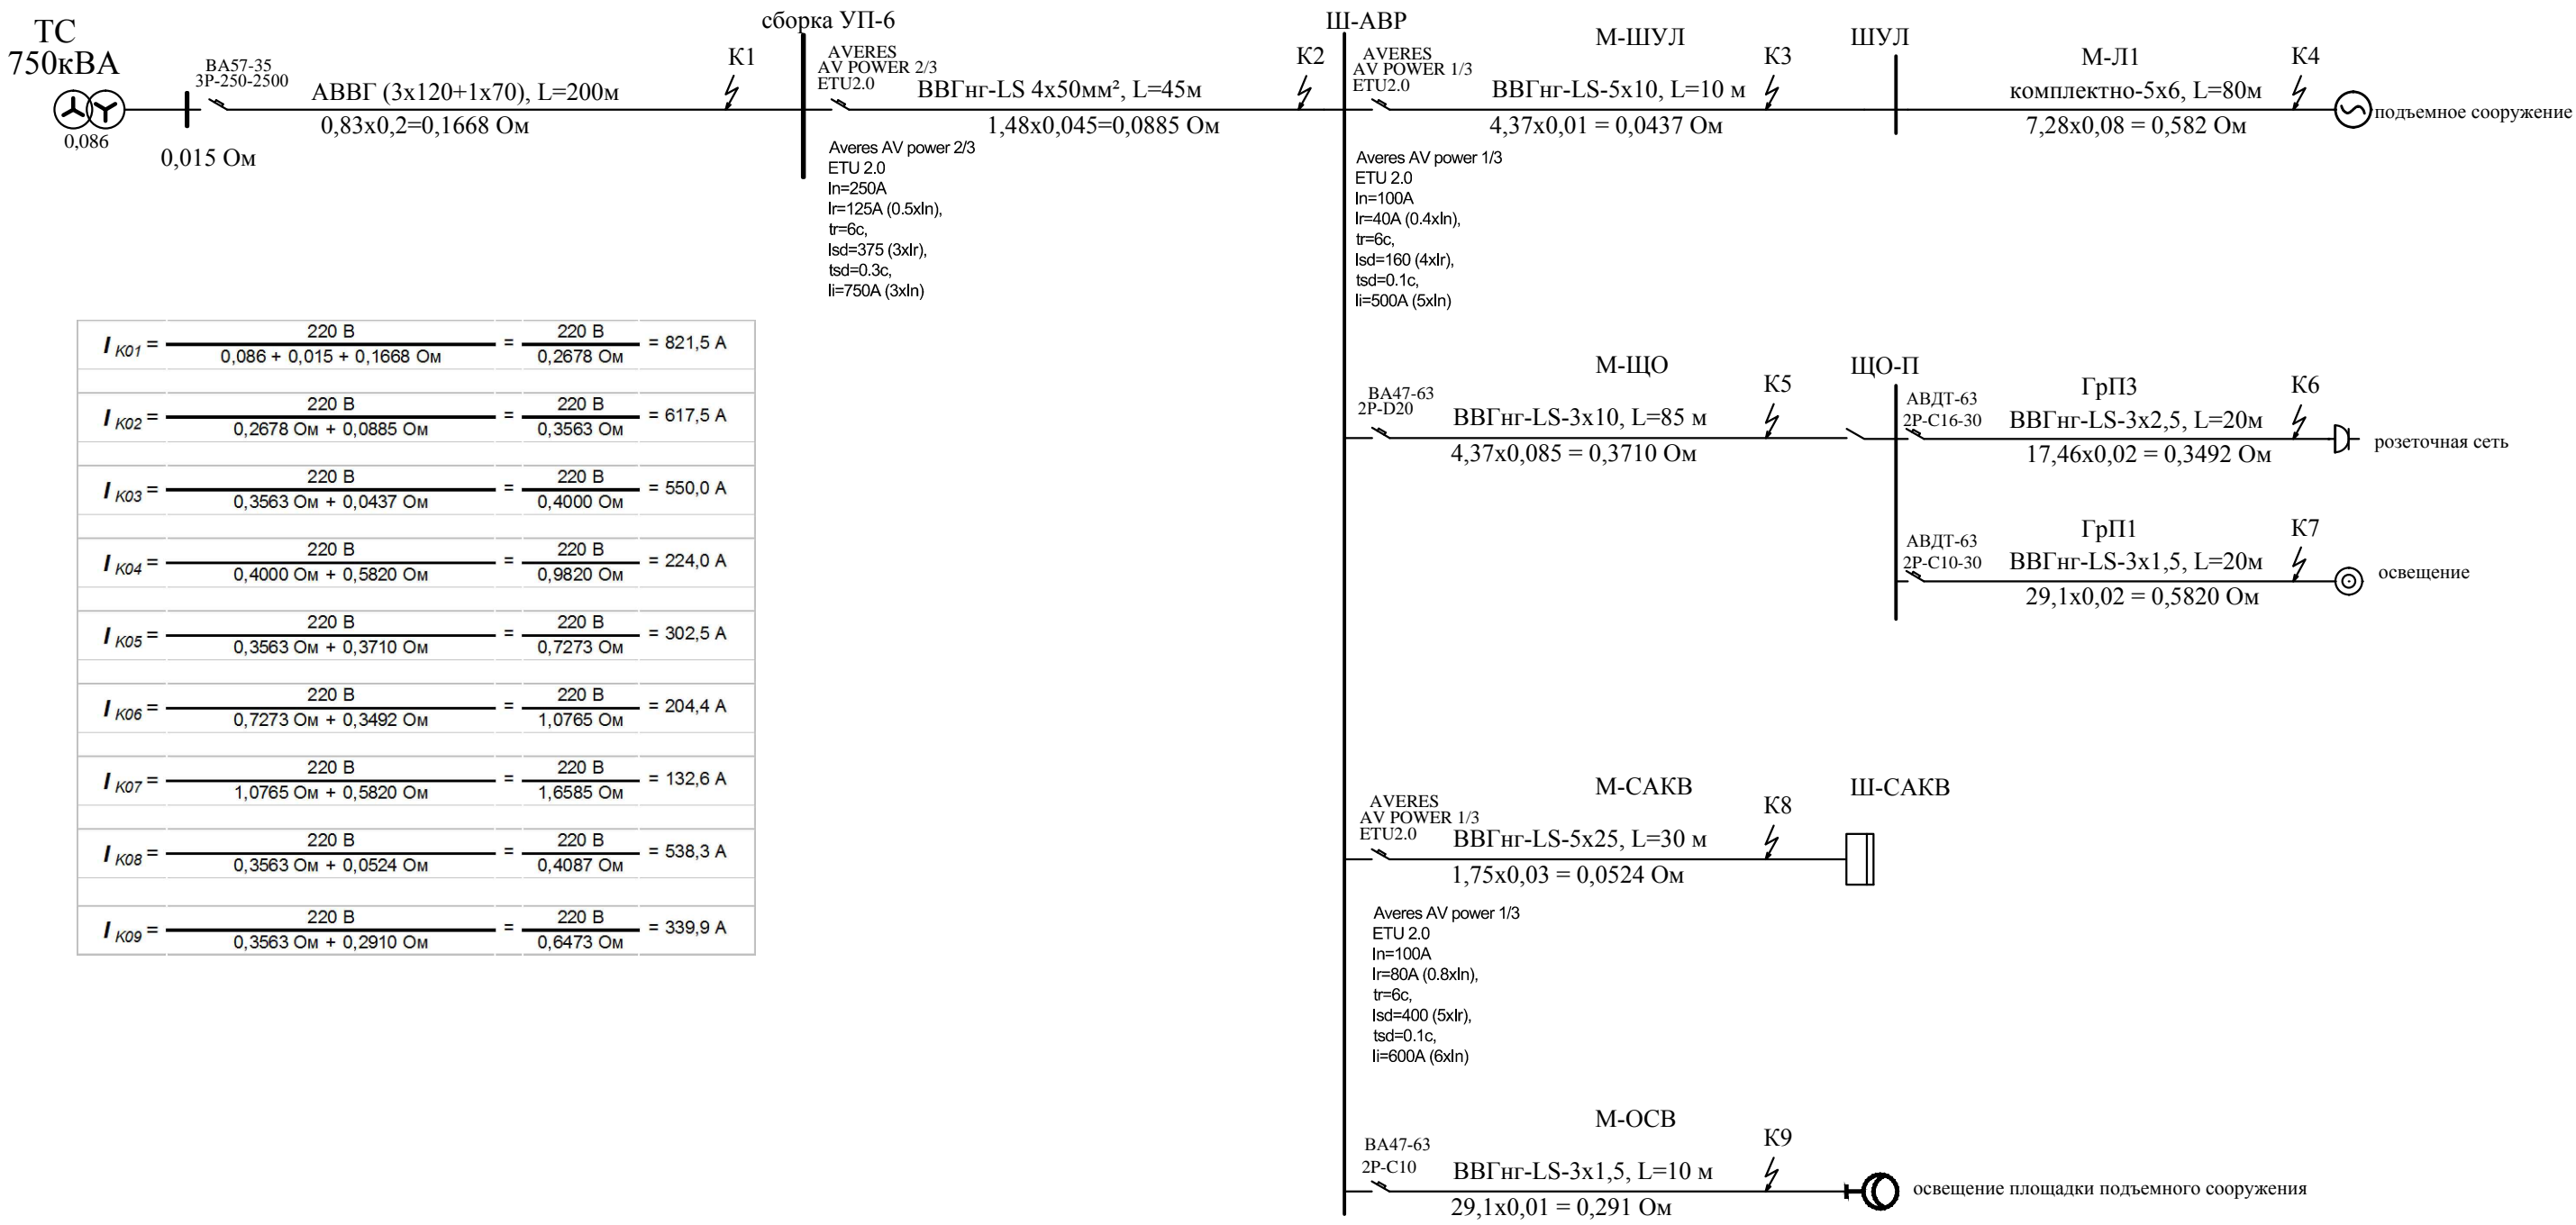 ТС
750кВА
0,086
0,015 Ом
ВА57-35
3Р-250-2500
АВВГ (3х120+1х70), L=200м
0,83х0,2=0,1668 Ом
К1
сборка УП-6
AVERES
AV POWER 2/3
ETU2.0
ВВГнг-LS 4х50мм², L=45м
1,48х0,045=0,0885 Ом
К2
Averes AV power 2/3
ETU 2.0
In=250A
Ir=125A (0.5xIn),
tr=6c,
Isd=375 (3xIr),
tsd=0.3c,
Ii=750A (3xIn)
Ш-АВР
AVERES
AV POWER 1/3
ETU2.0
М-ШУЛ
ВВГнг-LS-5х10, L=10 м
4,37х0,01 = 0,0437 Ом
К3
ШУЛ
М-Л1
комплектно-5х6, L=80м
7,28х0,08 = 0,582 Ом
К4
подъемное сооружение
Averes AV power 1/3
ETU 2.0
In=100A
Ir=40A (0.4xIn),
tr=6c,
Isd=160 (4xIr),
tsd=0.1c,
Ii=500A (5xIn)
М-ЩО
ВА47-63
2Р-D20
ВВГнг-LS-3х10, L=85 м
4,37х0,085 = 0,3710 Ом
К5
ЩО-П
АВДТ-63
2Р-С16-30
ГрП3
ВВГнг-LS-3х2,5, L=20м
17,46х0,02 = 0,3492 Ом
К6
розеточная сеть
АВДТ-63
2Р-С10-30
ГрП1
ВВГнг-LS-3х1,5, L=20м
29,1х0,02 = 0,5820 Ом
К7
освещение
М-САКВ
AVERES
AV POWER 1/3
ETU2.0
ВВГнг-LS-5х25, L=30 м
1,75х0,03 = 0,0524 Ом
К8
Ш-САКВ
Averes AV power 1/3
ETU 2.0
In=100A
Ir=80A (0.8xIn),
tr=6c,
Isd=400 (5xIr),
tsd=0.1c,
Ii=600A (6xIn)
М-ОСВ
ВА47-63
2Р-С10
ВВГнг-LS-3х1,5, L=10 м
29,1х0,01 = 0,291 Ом
К9
освещение площадки подъемного сооружения
220 В 220 В
I К01 = = = 821,5 А
0,086 + 0,015 + 0,1668 Ом 0,2678 Ом
220 В 220 В
I К02 = = = 617,5 А
0,2678 Ом + 0,0885 Ом 0,3563 Ом
220 В 220 В
I К03 = = = 550,0 А
0,3563 Ом + 0,0437 Ом 0,4000 Ом
220 В 220 В
I К04 = = = 224,0 А
0,4000 Ом + 0,5820 Ом 0,9820 Ом
220 В 220 В
I К05 = = = 302,5 А
0,3563 Ом + 0,3710 Ом 0,7273 Ом
220 В 220 В
I К06 = = = 204,4 А
0,7273 Ом + 0,3492 Ом 1,0765 Ом
220 В 220 В
I К07 = = = 132,6 А
1,0765 Ом + 0,5820 Ом 1,6585 Ом
220 В 220 В
I К08 = = = 538,3 А
0,3563 Ом + 0,0524 Ом 0,4087 Ом
220 В 220 В
I К09 = = = 339,9 А
0,3563 Ом + 0,2910 Ом 0,6473 Ом